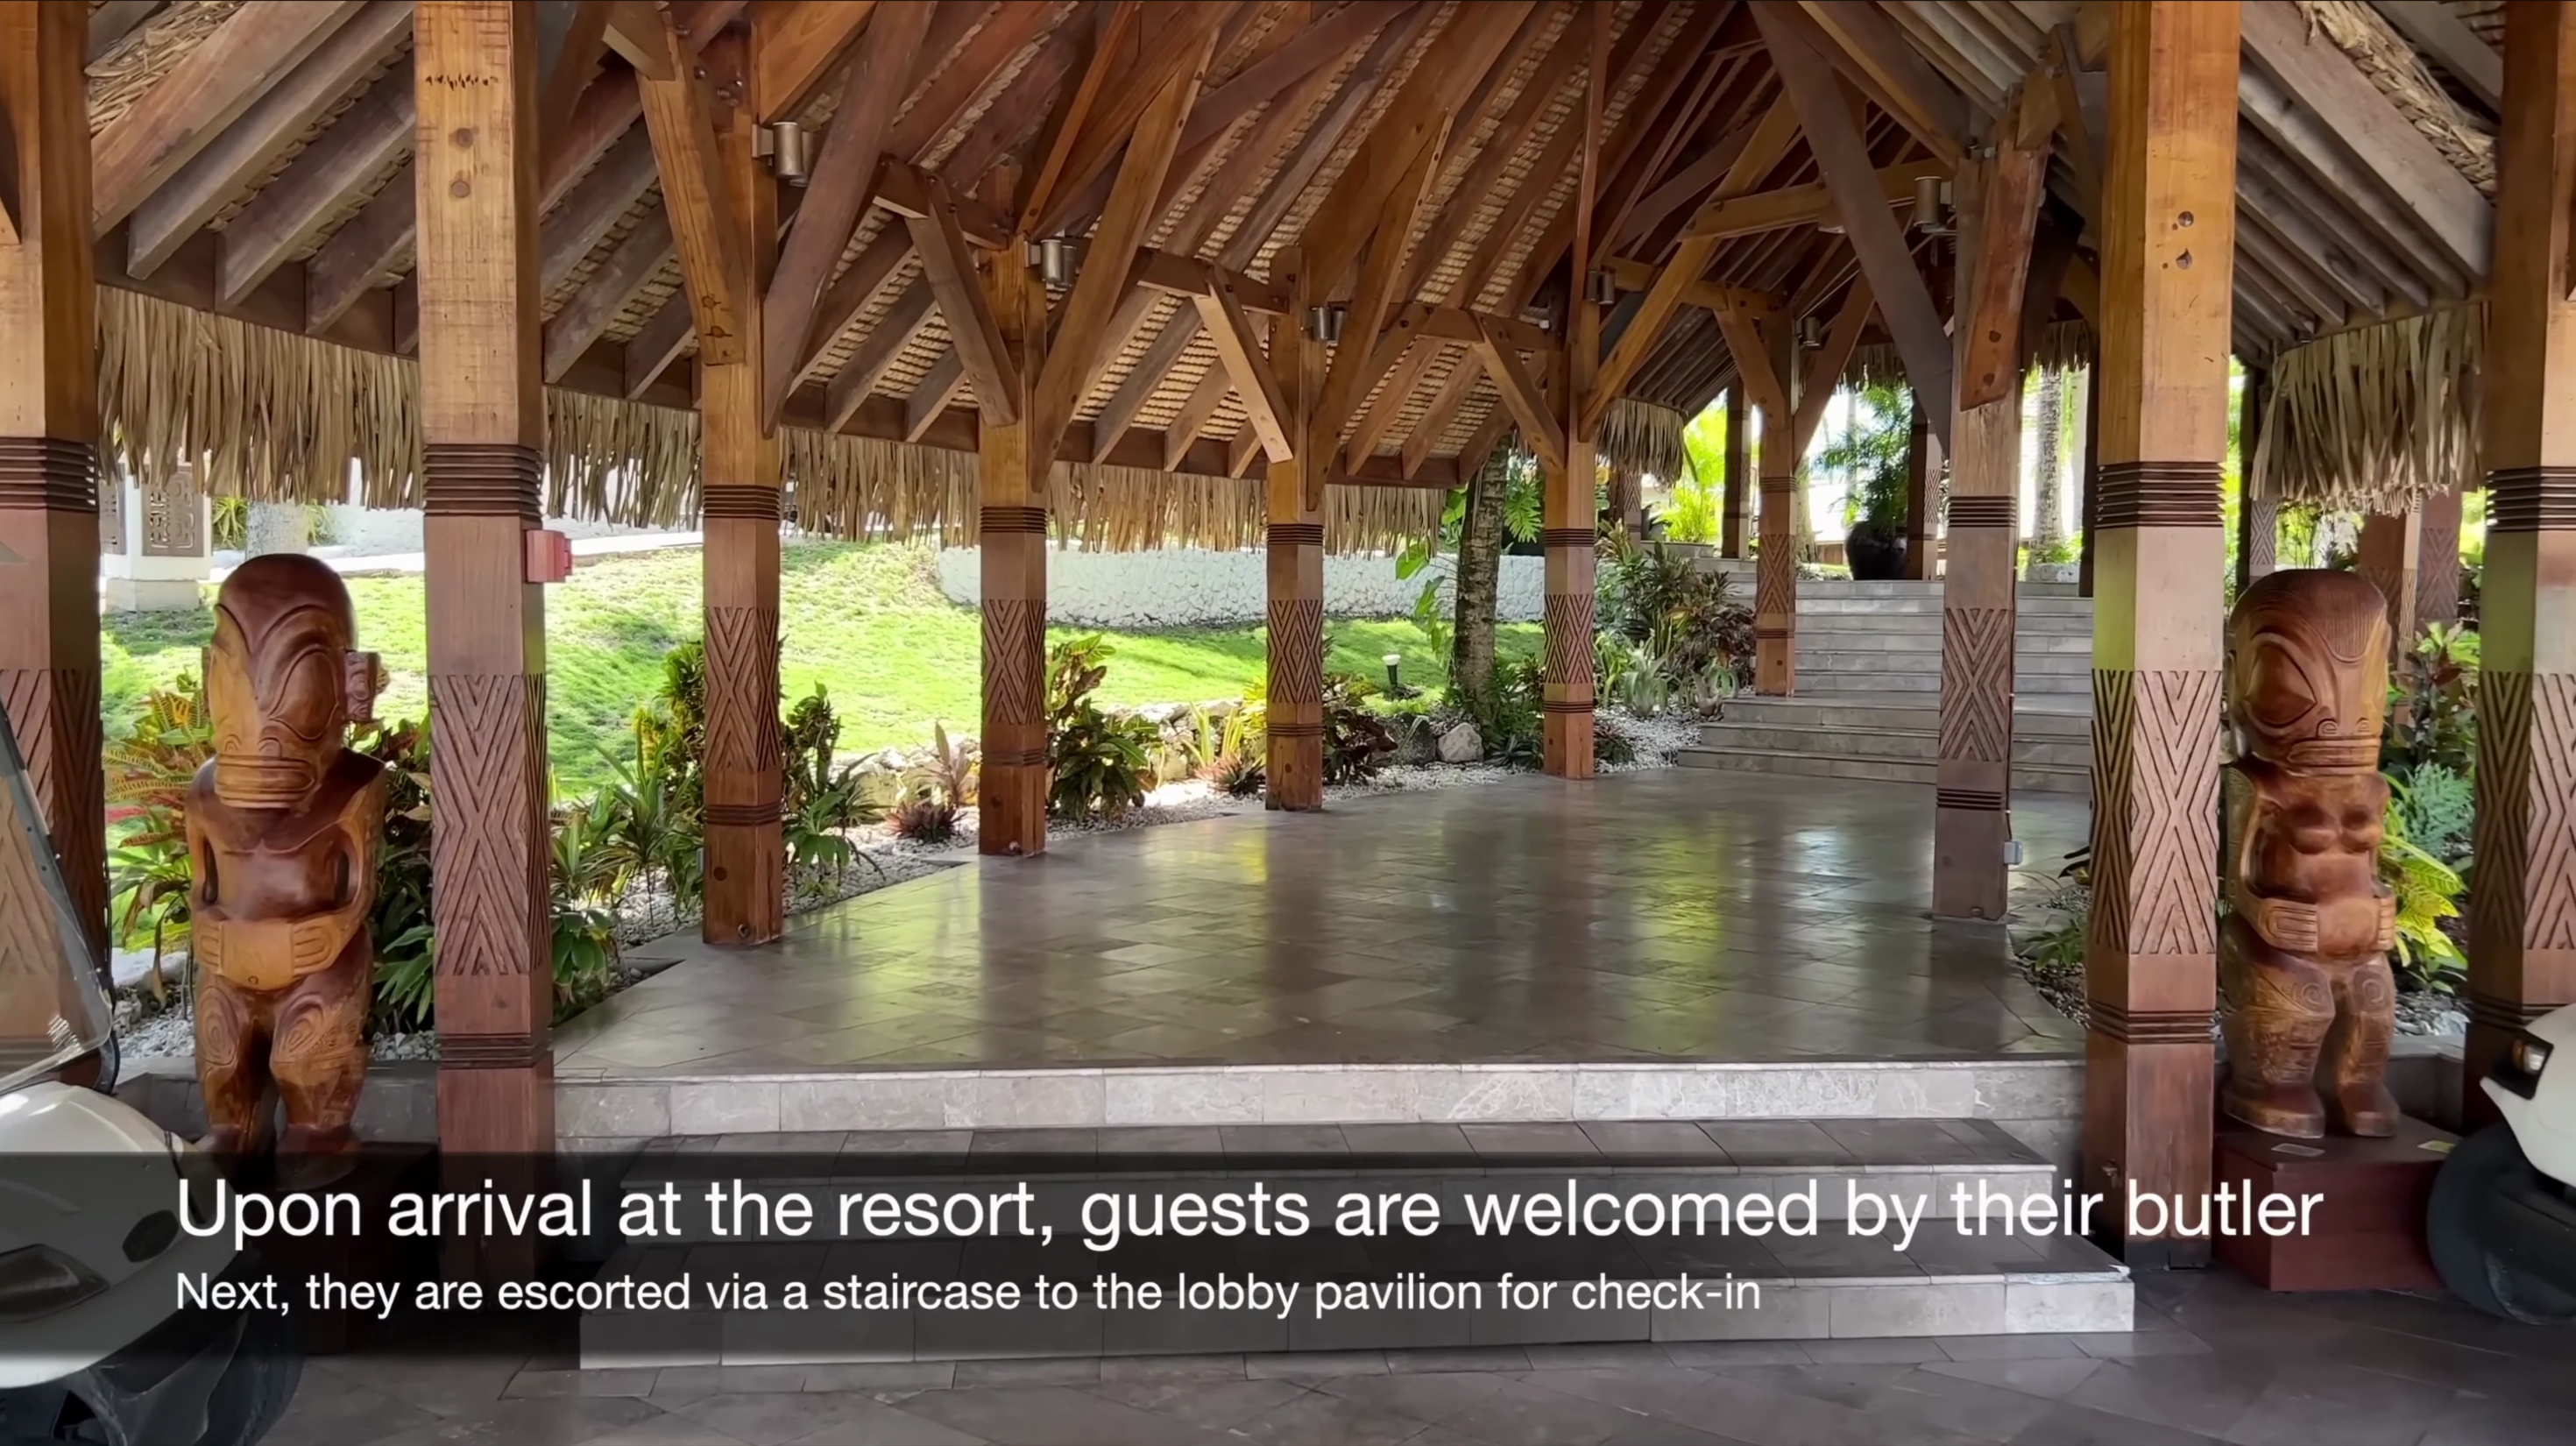 Upon arrival at the resort, guests are welcomed by their butler
Next, they are escorted via a staircase to the lobby pavilion for check-in